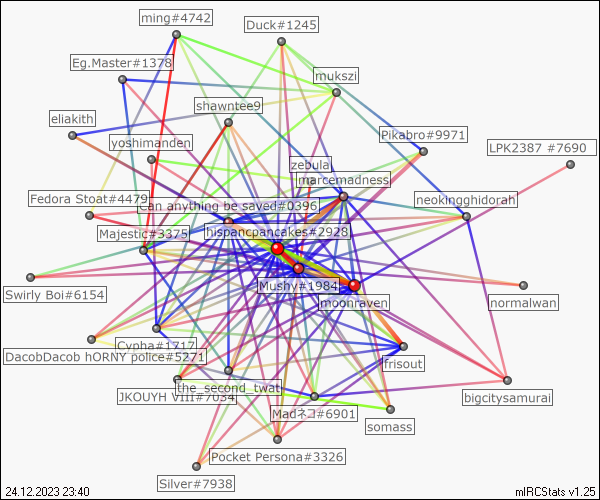 ming#4742
Duck#1245
Eg.Master#1378
mukszi
shawntee9
eliakith
yoshimanden
Pikabro#9971
LPK2387 #7690
zebula
marcemadness
Fedora Stoat#4479
Can anything be saved#0396
neokingghidorah
Majestic#3375
hispancpancakes#2928
Mushy#1984
Swirly Boi#6154
moonraven
normalwan
Cypha#1717
DacobDacob hORNY police#5271
frisout
the_second_twat
JKOUYH VIII#7034
bigcitysamurai
Madネコ#6901
somass
Pocket Persona#3326
Silver#7938
24.12.2023 23:40
mIRCStats v1.25